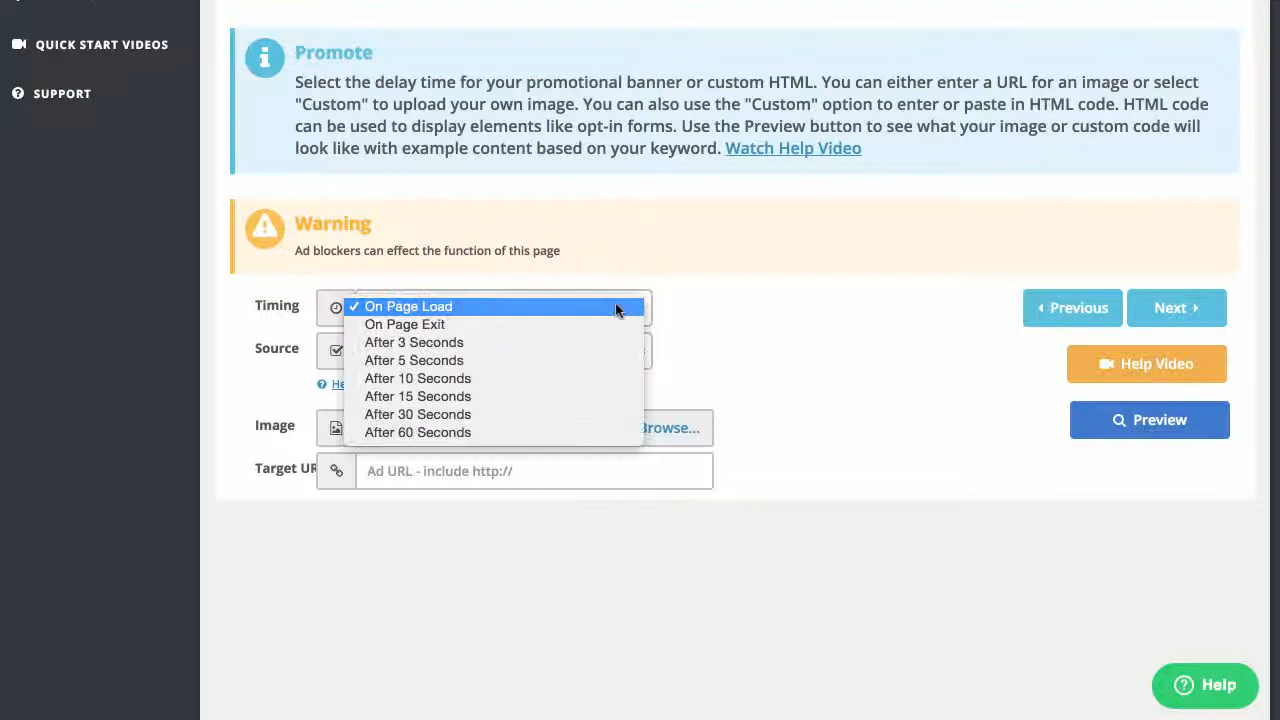 QUICK START VIDEOS
SUPPORT
Promote
Select the delay time for your promotional banner or custom HTML. You can either enter a URL for an image or select
"Custom" to upload your own image. You can also use the "Custom" option to enter or paste in HTML code. HTML code
can be used to display elements like opt-in forms. Use the Preview button to see what your image or custom code will
look like with example content based on your keyword. Watch Help Video
Warning
Ad blockers can effect the function of this page
Timing
✓ On Page Load
On Page Exit
After 3 Seconds
After 5 Seconds
After 10 Seconds
After 15 Seconds
After 30 Seconds
After 60 Seconds
Source
Image
Browse...
Target UR
Ad URL - include http://
Previous
Next
Help Video
Preview
Help